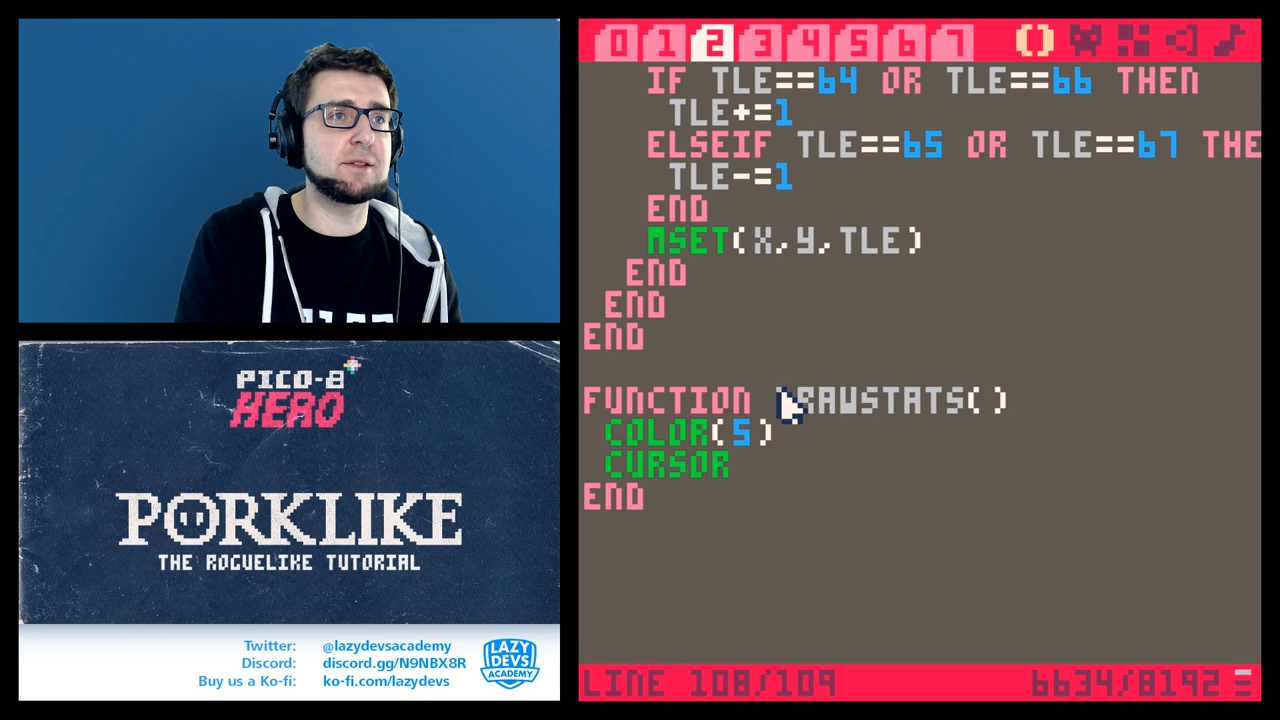 0 1 2 3 4 5 6 7
IF TLE==64 OR TLE==66 THEN
TLE+=1
ELSEIF TLE==65 OR TLE==67 THE
TLE-=1
END
MSET(X,Y,TLE)
END
END
END
FUNCTION DRAWSTATS()
COLOR(5)
CURSOR
END
LINE 108/109 6634/8192
PICO-8
HERO
PORKLIKE
THE ROGUELIKE TUTORIAL
Twitter: @lazydevsacademy
Discord: discord.gg/N9NBX8R
Buy us a Ko-fi: ko-fi.com/lazydevs
LAZY
DEVS
ACADEMY